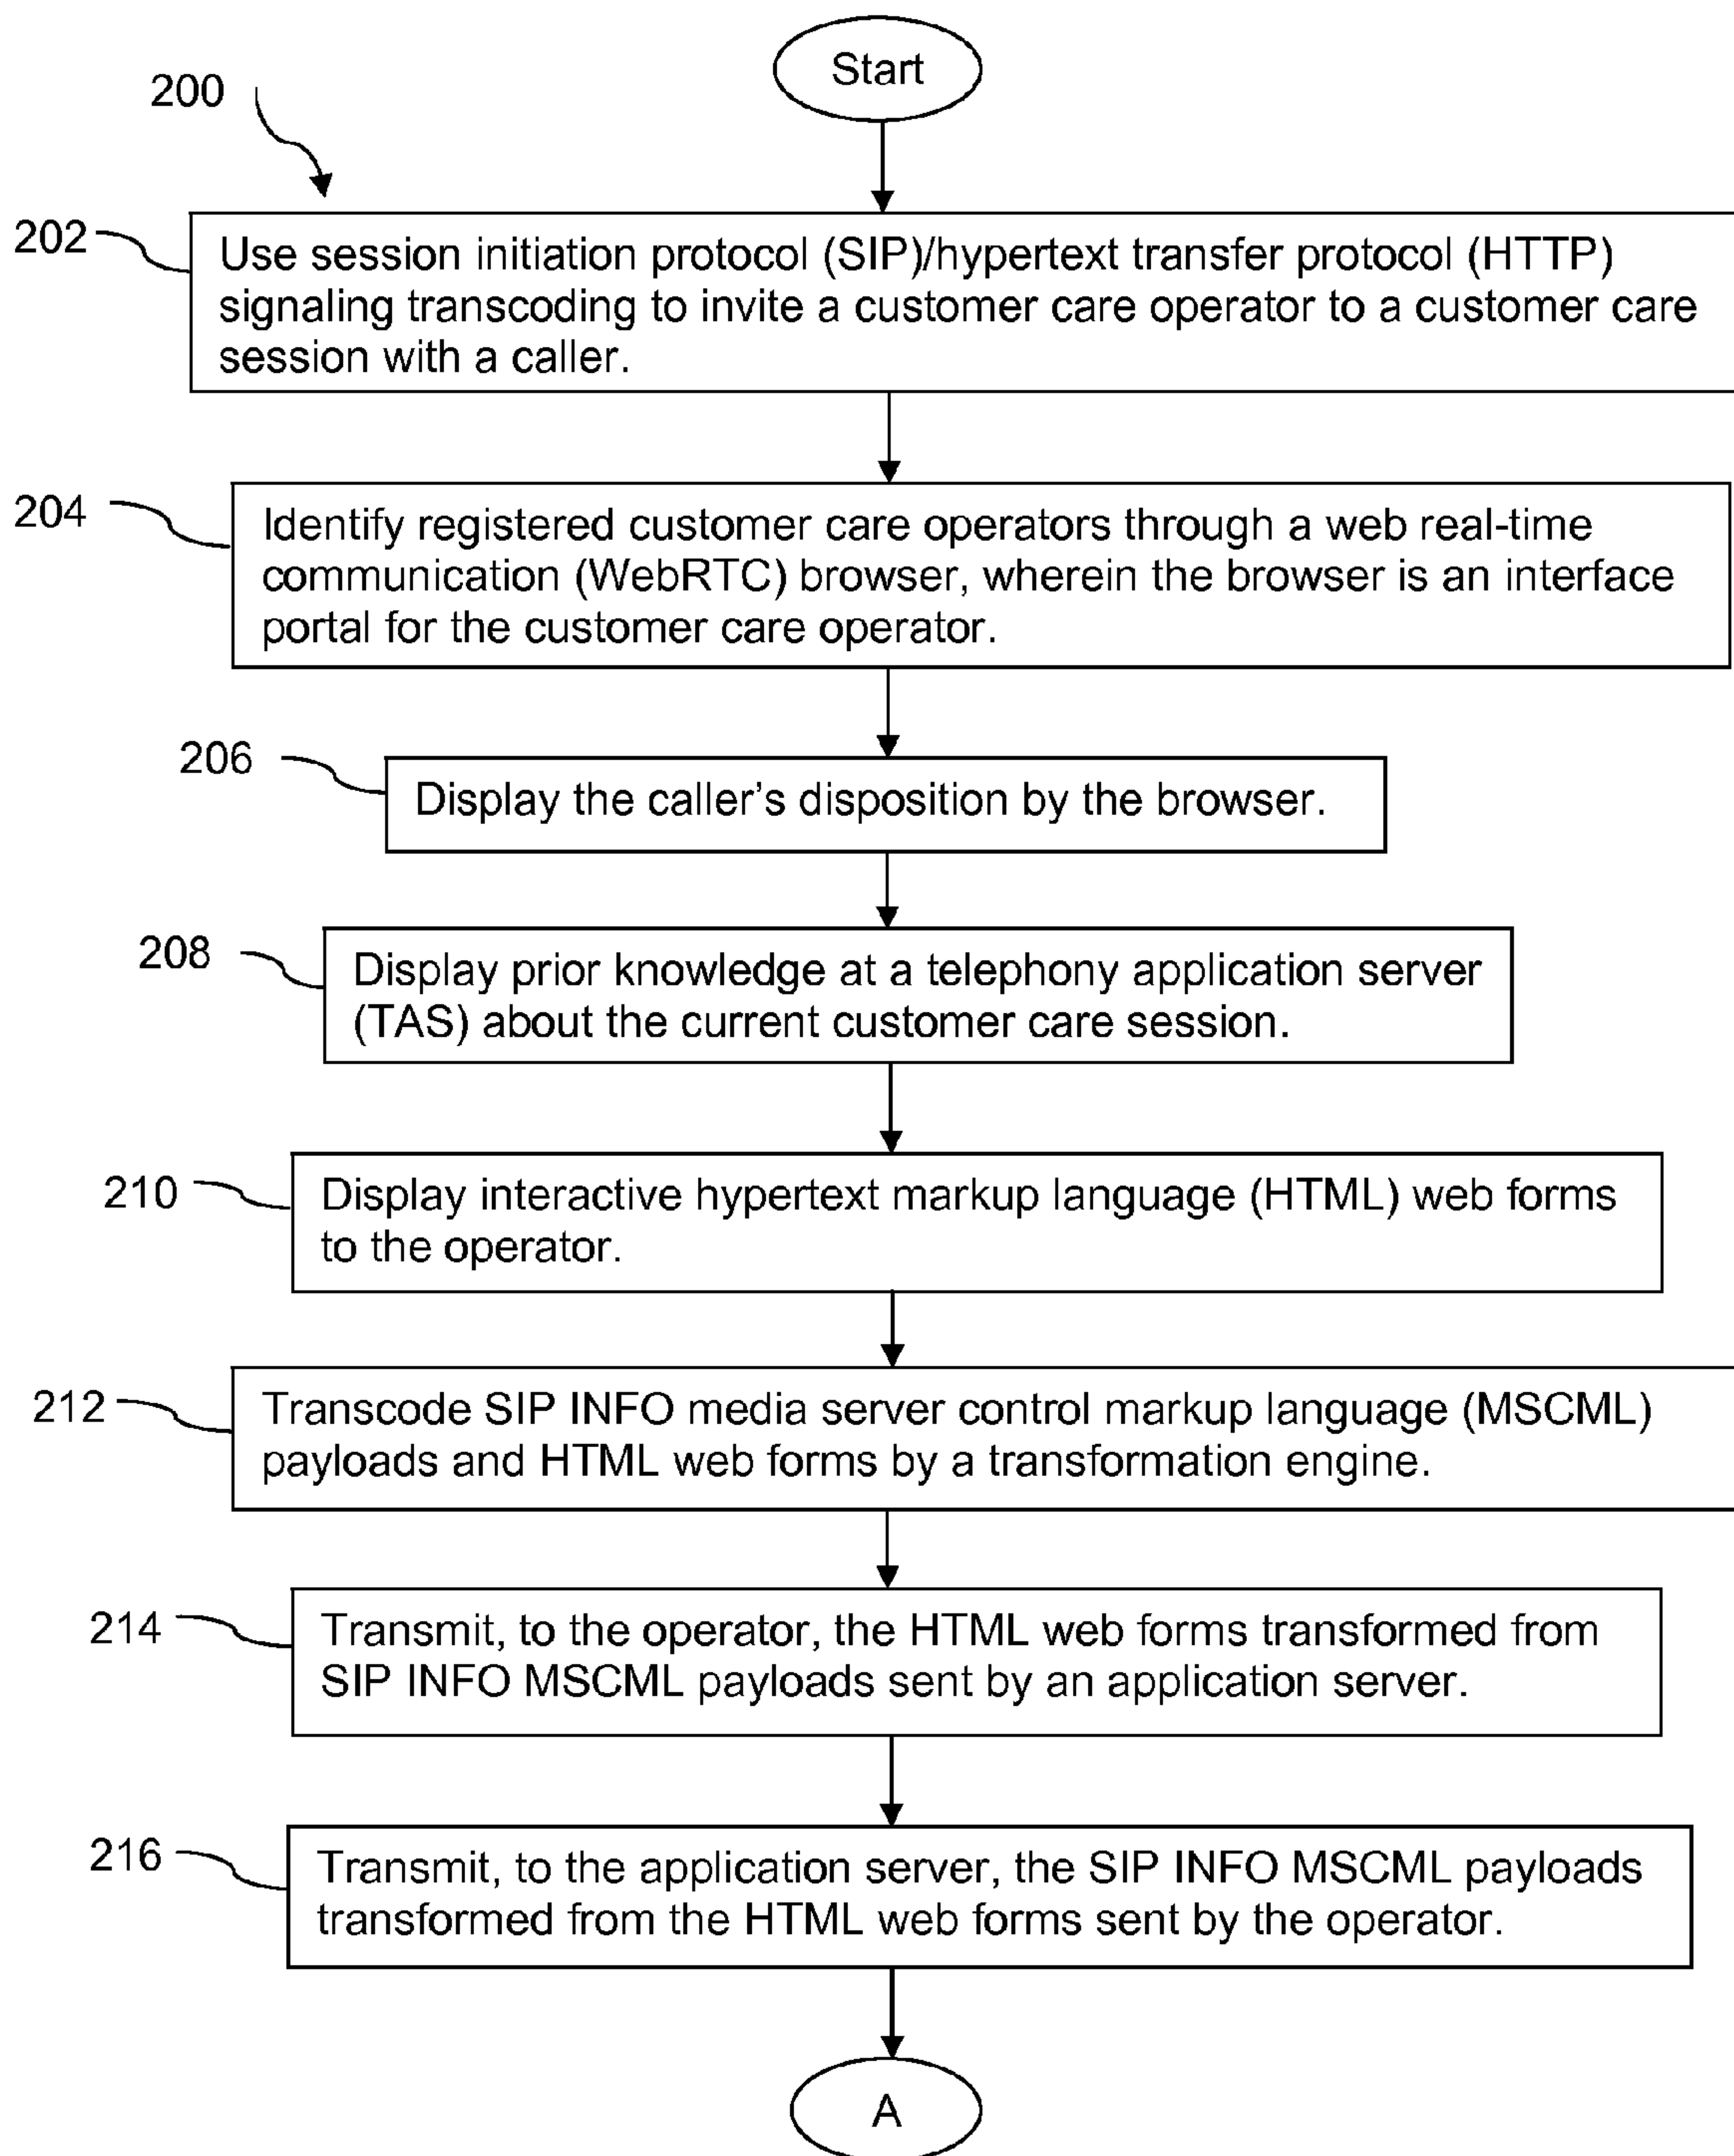 Start
200
202
Use session initiation protocol (SIP)/hypertext transfer protocol (HTTP)
signaling transcoding to invite a customer care operator to a customer care
session with a caller.
204
Identify registered customer care operators through a web real-time
communication (WebRTC) browser, wherein the browser is an interface
portal for the customer care operator.
206
Display the caller’s disposition by the browser.
208
Display prior knowledge at a telephony application server
(TAS) about the current customer care session.
210
Display interactive hypertext markup language (HTML) web forms
to the operator.
212
Transcode SIP INFO media server control markup language (MSCML)
payloads and HTML web forms by a transformation engine.
214
Transmit, to the operator, the HTML web forms transformed from
SIP INFO MSCML payloads sent by an application server.
216
Transmit, to the application server, the SIP INFO MSCML payloads
transformed from the HTML web forms sent by the operator.
A